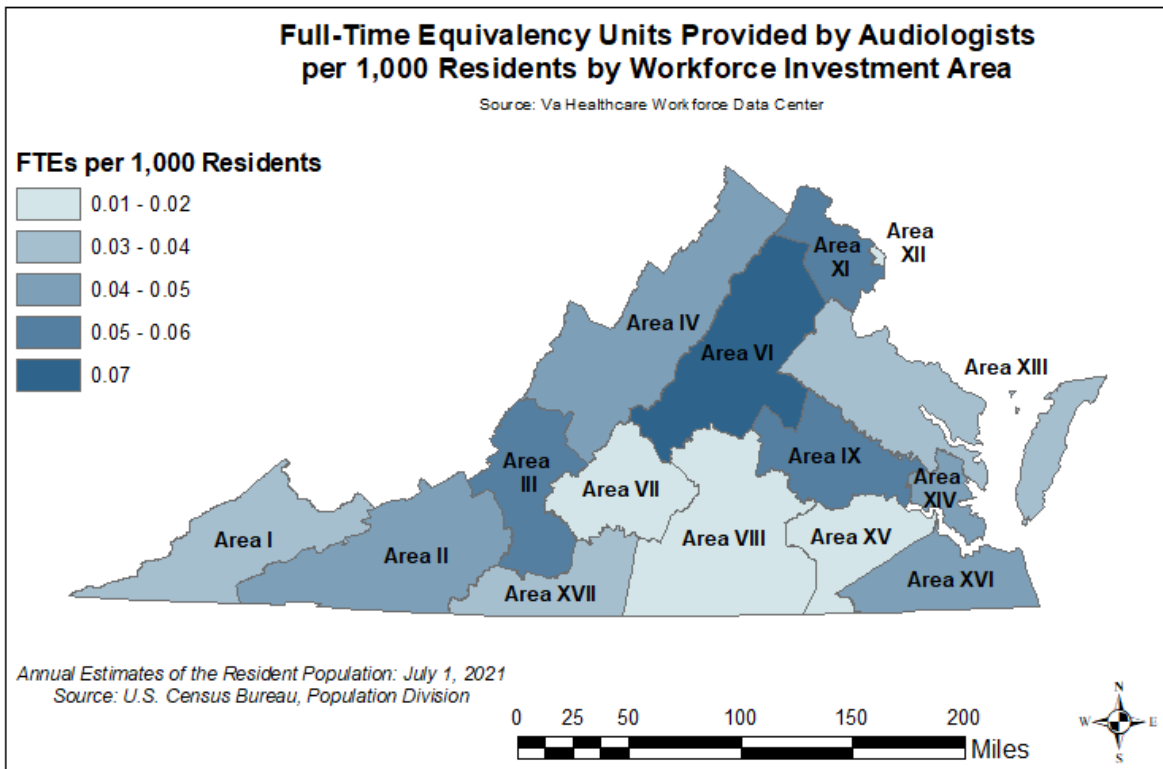 Full-Time Equivalency Units Provided by Audiologists
per 1,000 Residents by Workforce Investment Area
Source: Va Healthcare Workforce Data Center
FTEs per 1,000 Residents
0.01 - 0.02
0.03 - 0.04
0.04 - 0.05
0.05 - 0.06
0.07
Area
XII
Area
XI
Area IV
Area VI
Area XIII
Area
III
Area IX
Area VII
Area
XIV
Area I
Area II
Area VIII
Area XV
Area XVII
Area XVI
Annual Estimates of the Resident Population: July 1, 2021
Source: U.S. Census Bureau, Population Division
0 25 50 100 150 200
Miles
N
W E
S